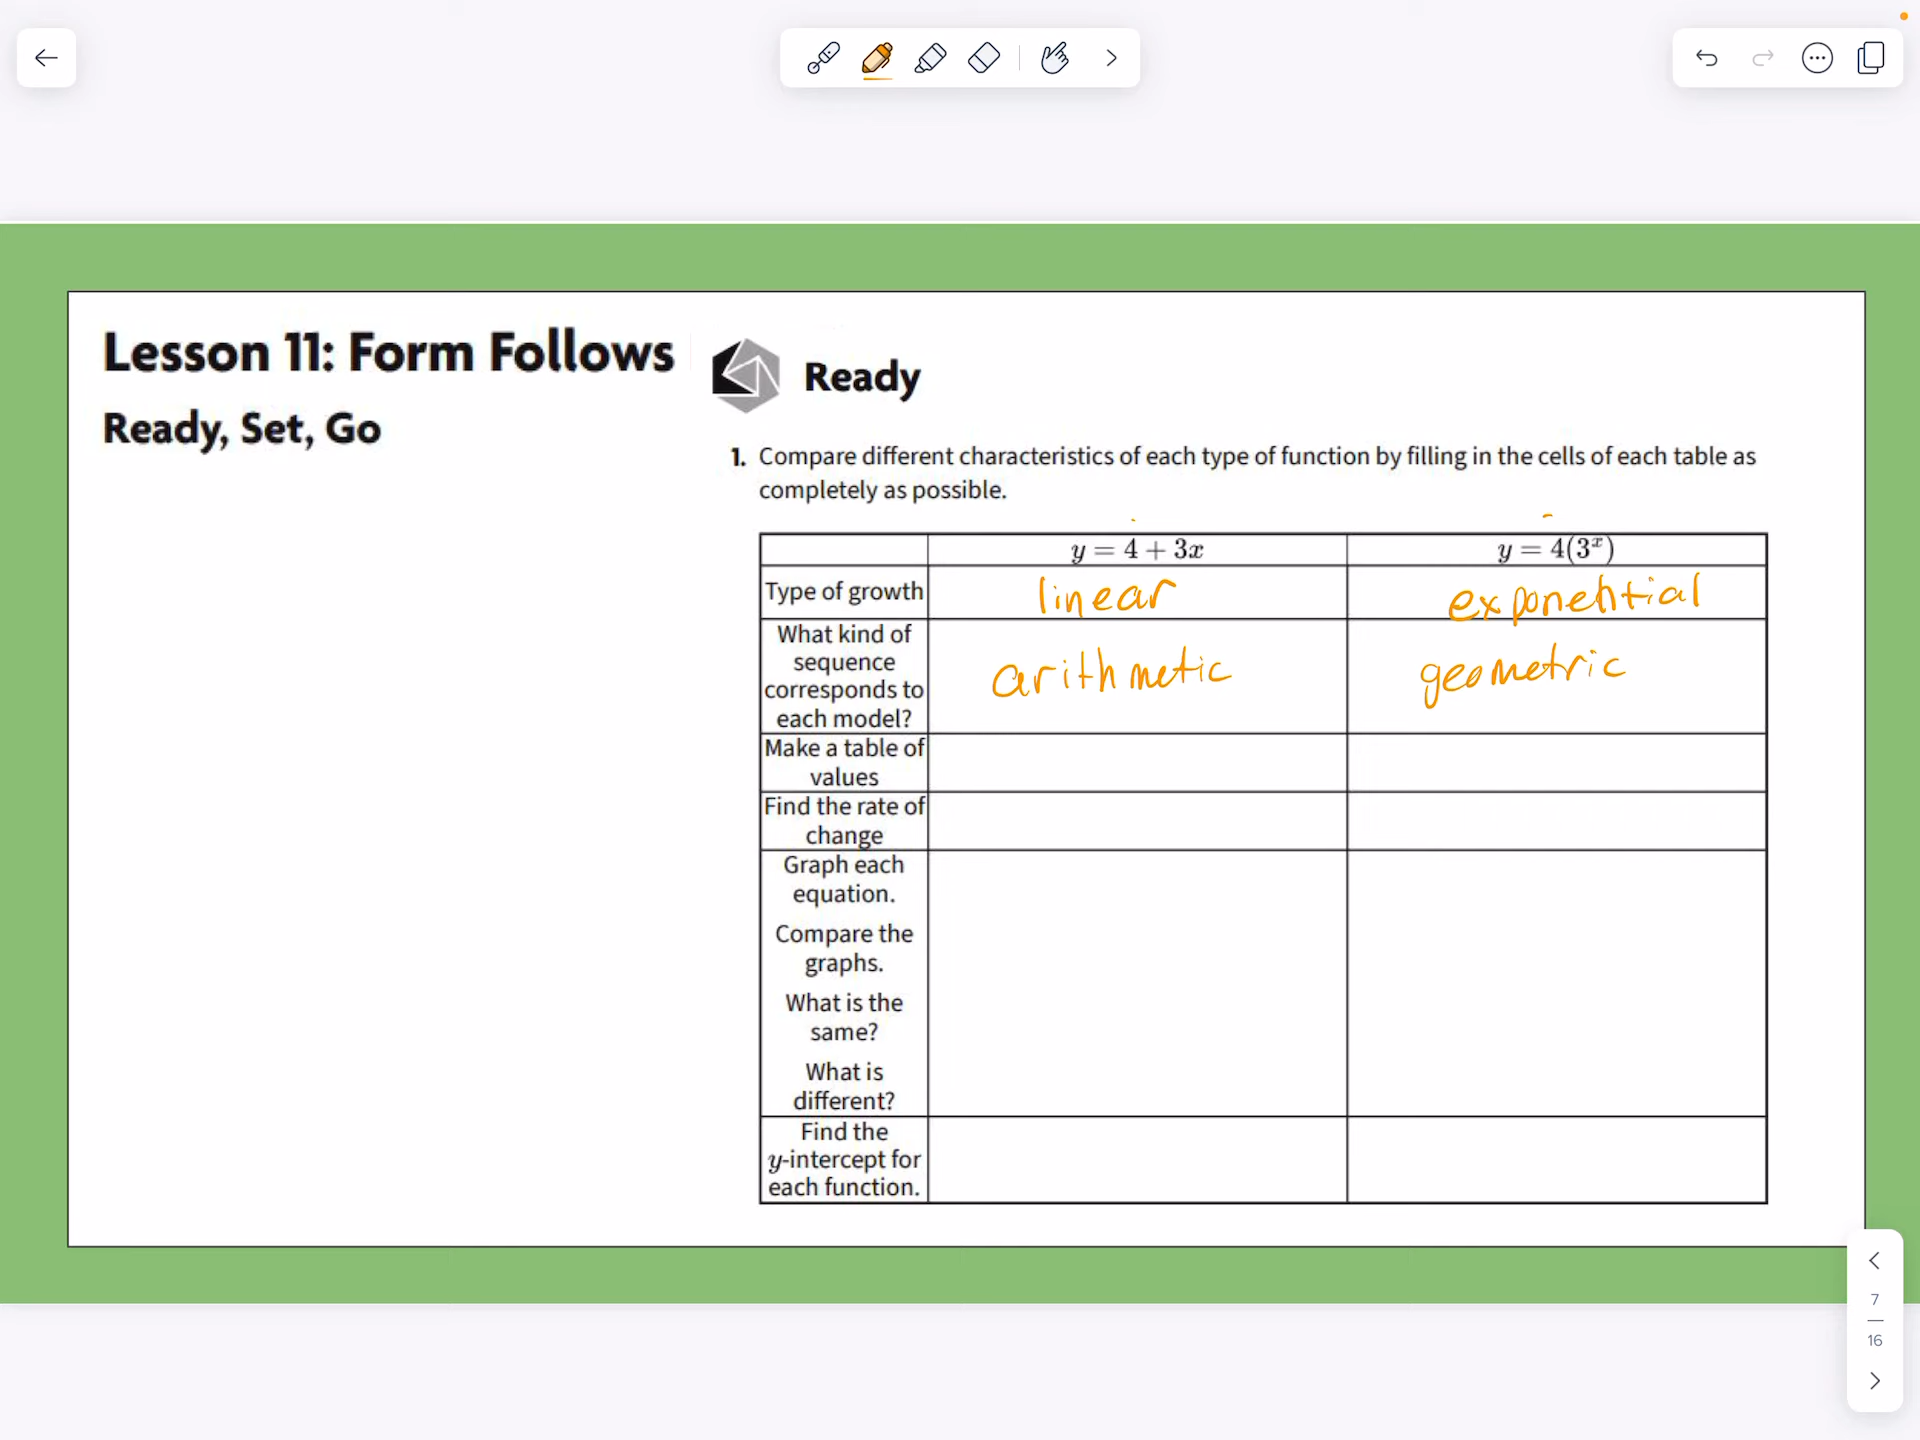 Lesson 11: Form Follows
Ready, Set, Go
Ready
1. Compare different characteristics of each type of function by filling in the cells of each table as
completely as possible.
y = 4 + 3x
y = 4(3ˣ)
Type of growth
linear
exponential
What kind of
sequence
corresponds to
each model?
arithmetic
geometric
Make a table of
values
Find the rate of
change
Graph each
equation.
Compare the
graphs.
What is the
same?
What is
different?
Find the
y-intercept for
each function.
7
16